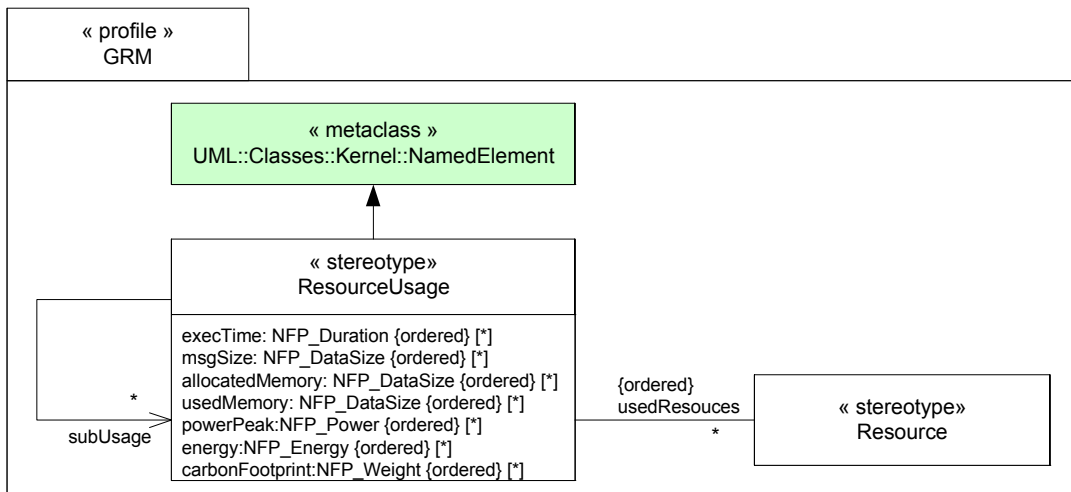 « profile »
GRM
« metaclass »
UML::Classes::Kernel::NamedElement
« stereotype»
ResourceUsage
execTime: NFP_Duration {ordered} [*]
msgSize: NFP_DataSize {ordered} [*]
allocatedMemory: NFP_DataSize {ordered} [*]
usedMemory: NFP_DataSize {ordered} [*]
powerPeak:NFP_Power {ordered} [*]
energy:NFP_Energy {ordered} [*]
carbonFootprint:NFP_Weight {ordered} [*]
*
subUsage
{ordered}
usedResouces
*
« stereotype»
Resource